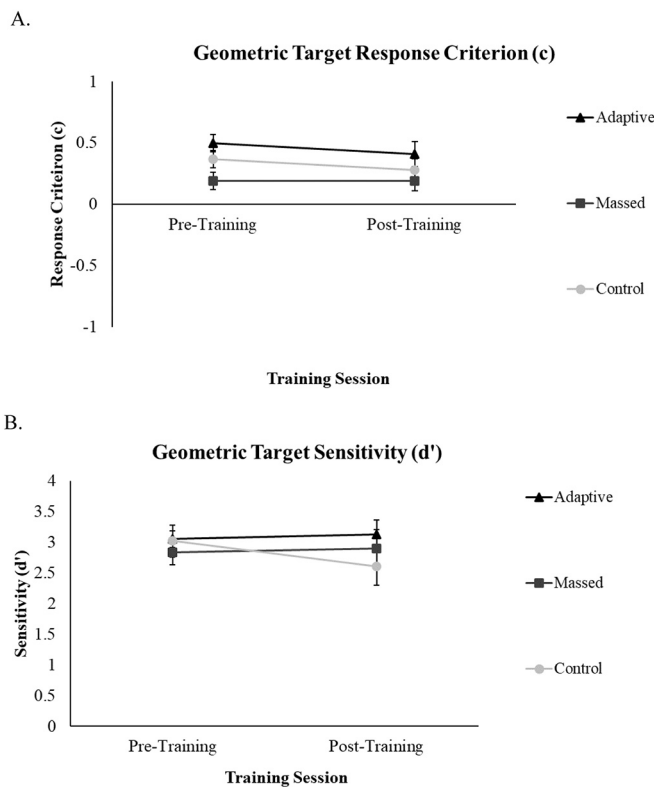 A.
Geometric Target Response Criterion (c)
1
0.5
0
-0.5
-1
Response Criteiron (c)
Pre-Training
Post-Training
Training Session
Adaptive
Massed
Control
B.
Geometric Target Sensitivity (d')
4
3.5
3
2.5
2
1.5
1
0.5
0
Sensitivity (d')
Pre-Training
Post-Training
Training Session
Adaptive
Massed
Control